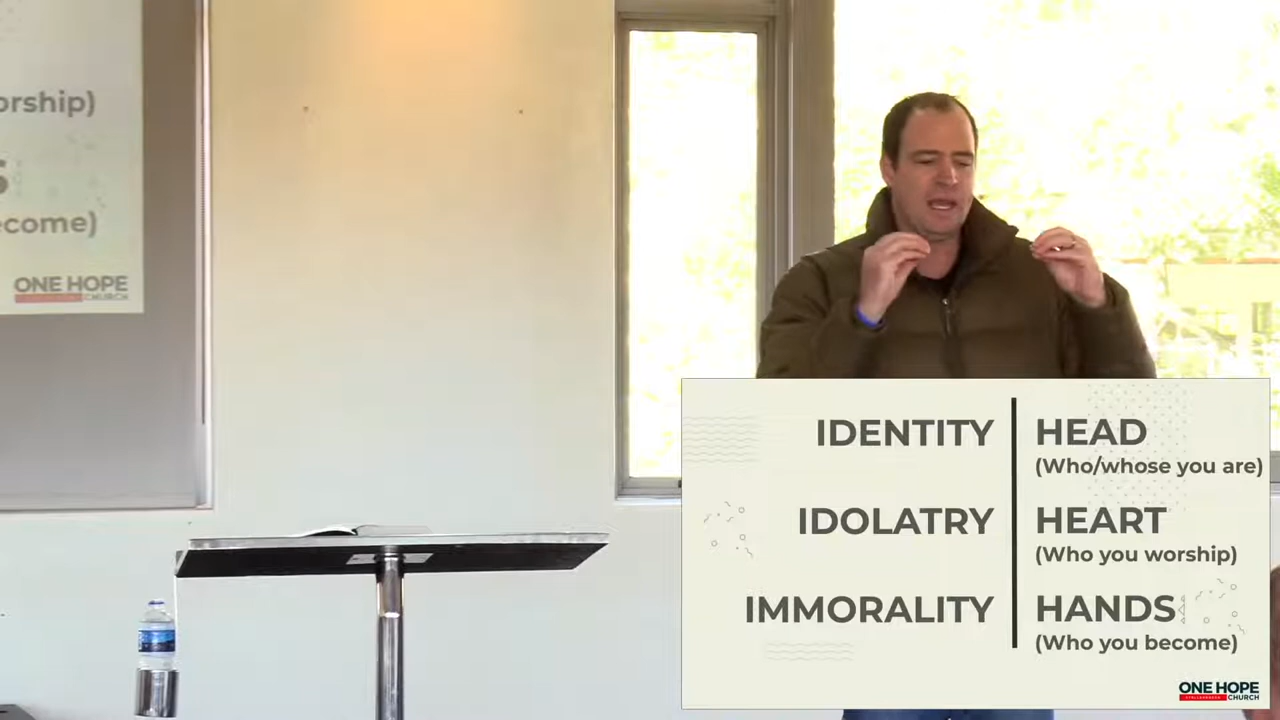 orship)
S
ecome)
ONE HOPE
CHURCH
IDENTITY
HEAD
(Who/whose you are)
IDOLATRY
HEART
(Who you worship)
IMMORALITY
HANDS
(Who you become)
ONE HOPE
STELLENBOSCH CHURCH